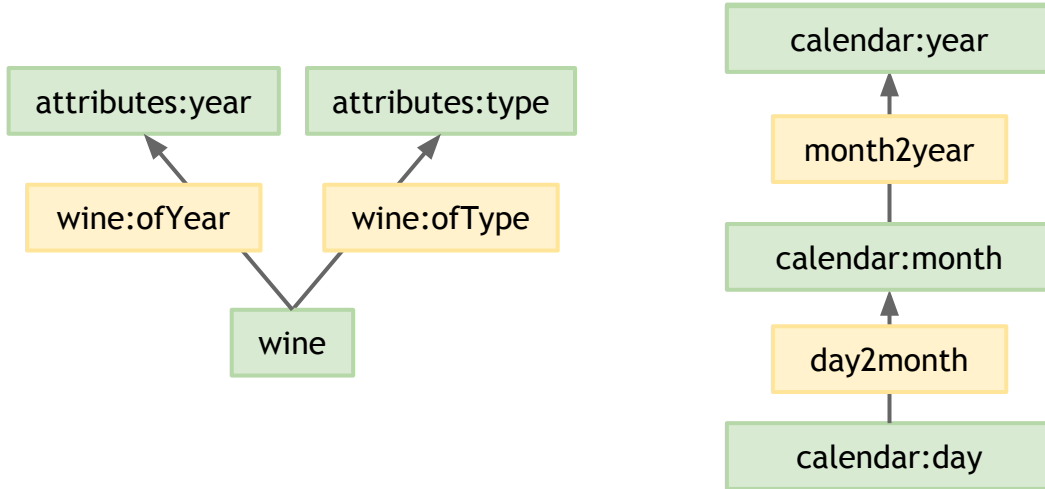 attributes:year
attributes:type
wine:ofYear
wine:ofType
wine
calendar:year
month2year
calendar:month
day2month
calendar:day